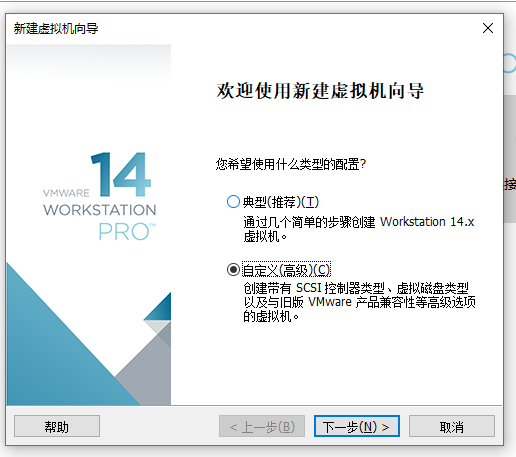 新建虚拟机向导
欢迎使用新建虚拟机向导
14
VMWARE
WORKSTATION
PRO™
您希望使用什么类型的配置?
典型(推荐)(T)
通过几个简单的步骤创建 Workstation 14.x
虚拟机。
自定义(高级)(C)
创建带有 SCSI 控制器类型、虚拟磁盘类型
以及与旧版 VMware 产品兼容性等高级选项
的虚拟机。
接
帮助
< 上一步(B)
下一步(N) >
取消